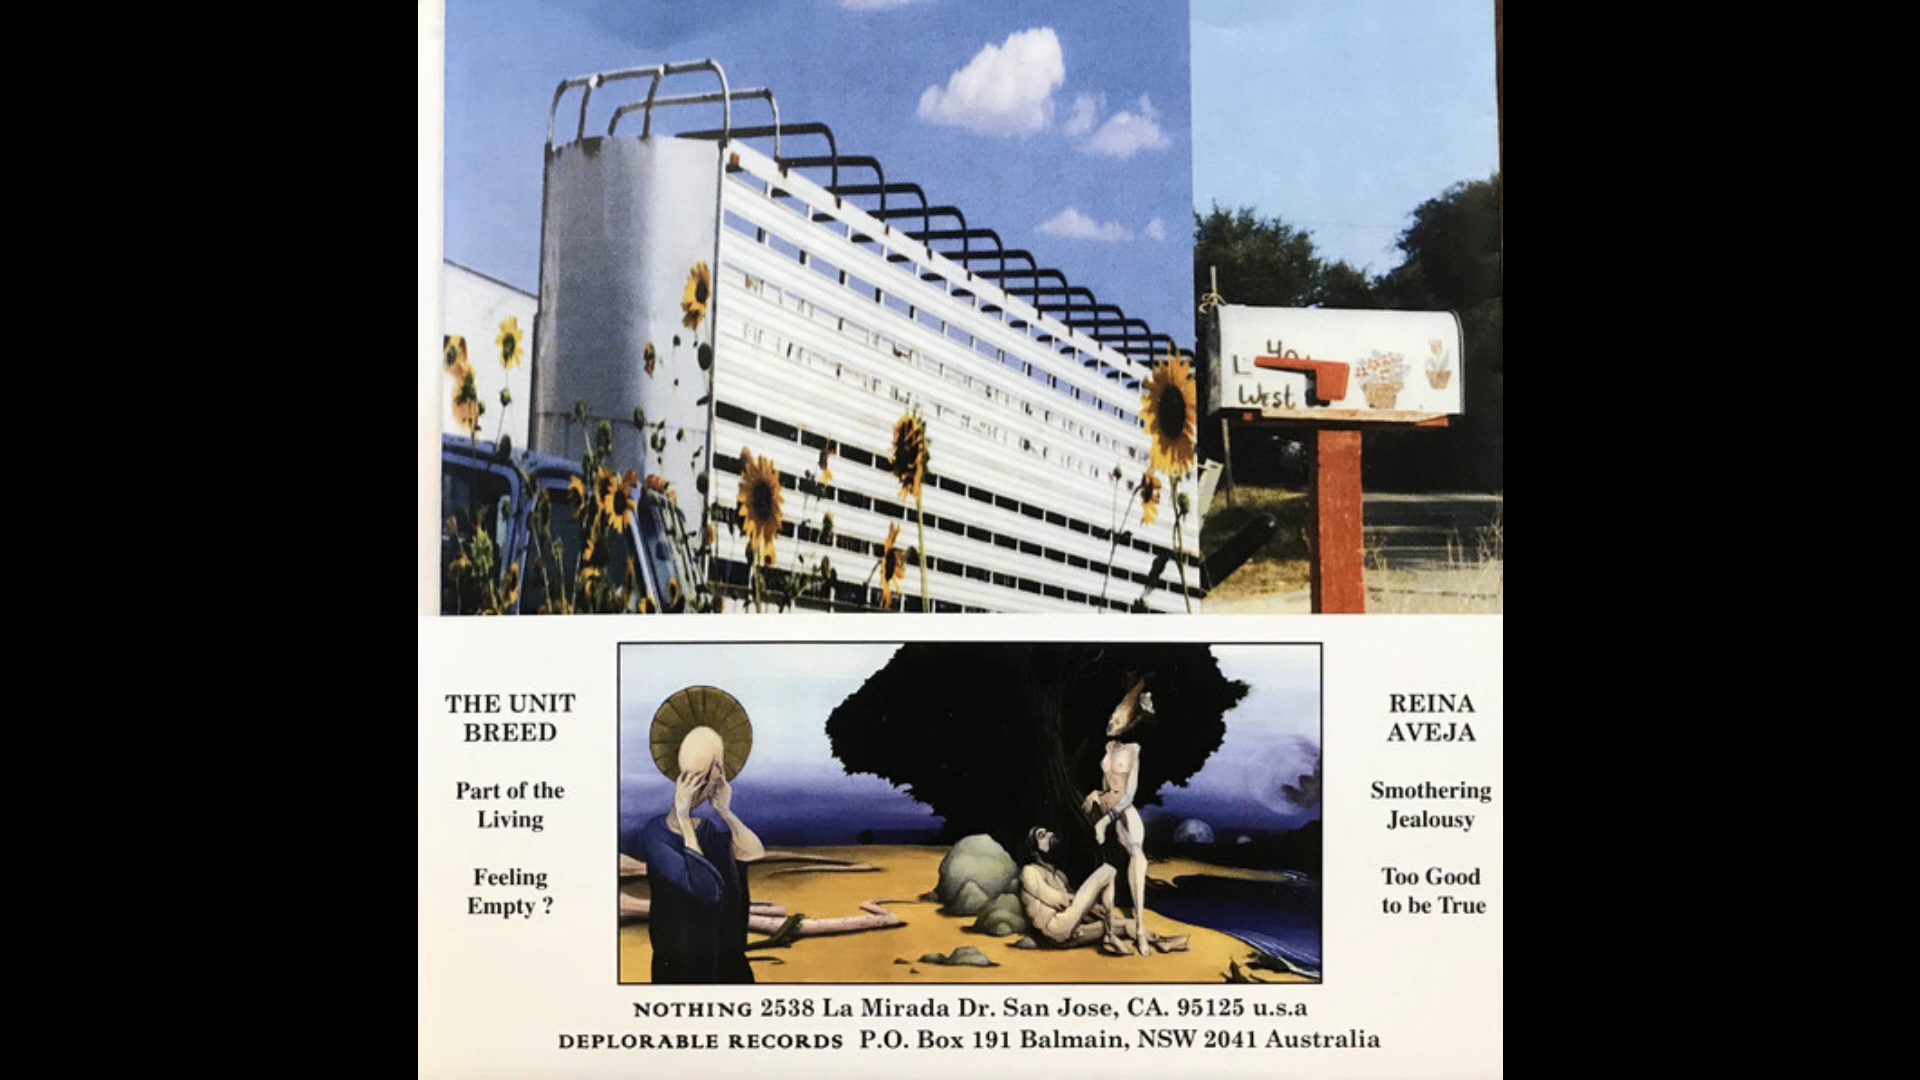 West
THE UNIT
BREED
Part of the
Living
Feeling
Empty ?
REINA
AVEJA
Smothering
Jealousy
Too Good
to be True
NOTHING 2538 La Mirada Dr. San Jose, CA. 95125 u.s.a
DEPLORABLE RECORDS P.O. Box 191 Balmain, NSW 2041 Australia